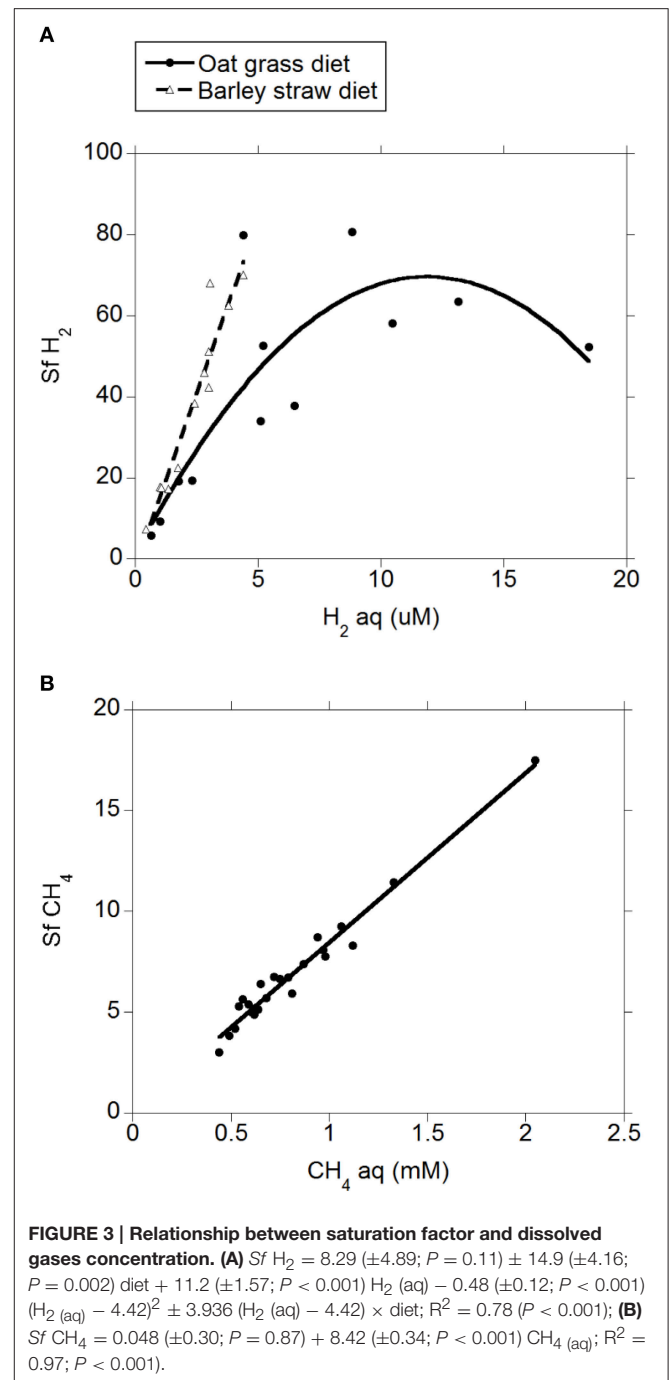 A
Oat grass diet
Barley straw diet
100
80
60
40
20
0
Sf H₂
0 5 10 15 20
H₂ aq (uM)
B
20
15
10
5
0
Sf CH₄
0 0.5 1 1.5 2 2.5
CH₄ aq (mM)
FIGURE 3 | Relationship between saturation factor and dissolved
gases concentration. (A) Sf H₂ = 8.29 (±4.89; P = 0.11) ± 14.9 (±4.16;
P = 0.002) diet + 11.2 (±1.57; P < 0.001) H₂ (aq) − 0.48 (±0.12; P < 0.001)
(H₂ (aq) − 4.42)² ± 3.936 (H₂ (aq) − 4.42) × diet; R² = 0.78 (P < 0.001); (B)
Sf CH₄ = 0.048 (±0.30; P = 0.87) + 8.42 (±0.34; P < 0.001) CH₄ (aq); R² =
0.97; P < 0.001).